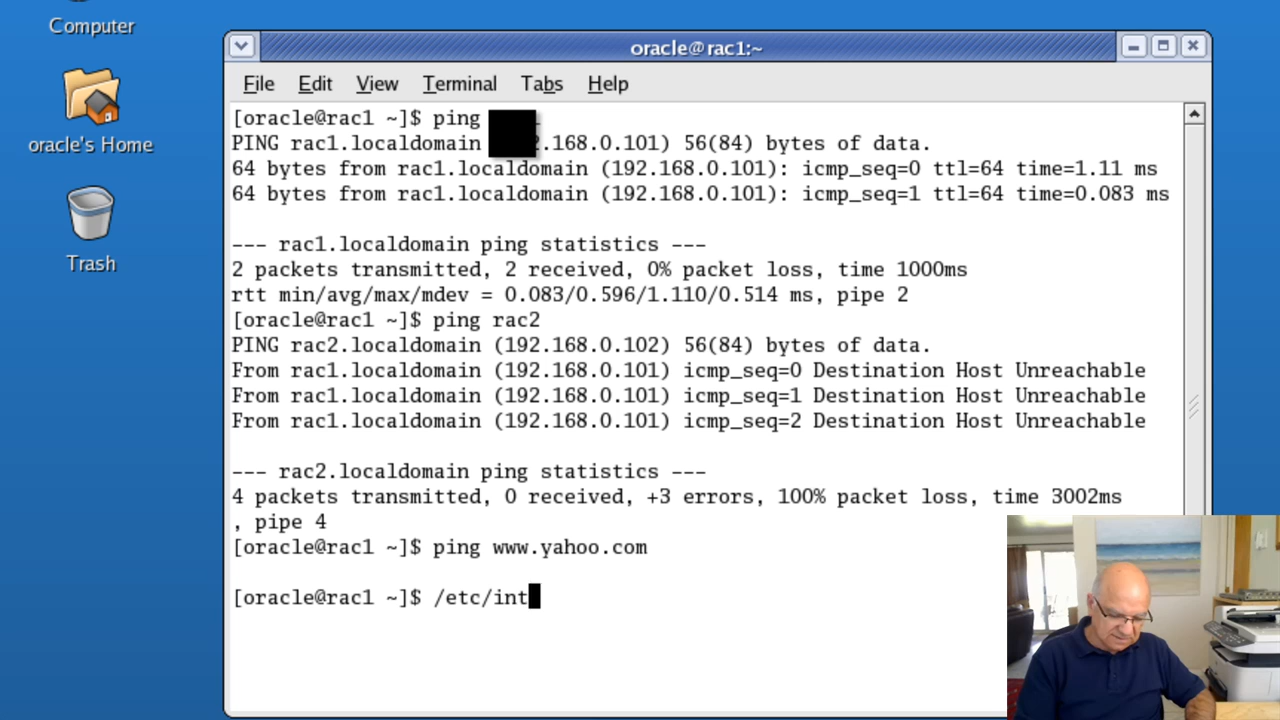 Computer
oracle's Home
Trash
oracle@rac1:~
File Edit View Terminal Tabs Help
[oracle@rac1 ~]$ ping
PING rac1.localdomain .168.0.101) 56(84) bytes of data.
64 bytes from rac1.localdomain (192.168.0.101): icmp_seq=0 ttl=64 time=1.11 ms
64 bytes from rac1.localdomain (192.168.0.101): icmp_seq=1 ttl=64 time=0.083 ms
--- rac1.localdomain ping statistics ---
2 packets transmitted, 2 received, 0% packet loss, time 1000ms
rtt min/avg/max/mdev = 0.083/0.596/1.110/0.514 ms, pipe 2
[oracle@rac1 ~]$ ping rac2
PING rac2.localdomain (192.168.0.102) 56(84) bytes of data.
From rac1.localdomain (192.168.0.101) icmp_seq=0 Destination Host Unreachable
From rac1.localdomain (192.168.0.101) icmp_seq=1 Destination Host Unreachable
From rac1.localdomain (192.168.0.101) icmp_seq=2 Destination Host Unreachable
--- rac2.localdomain ping statistics ---
4 packets transmitted, 0 received, +3 errors, 100% packet loss, time 3002ms
, pipe 4
[oracle@rac1 ~]$ ping www.yahoo.com
[oracle@rac1 ~]$ /etc/int